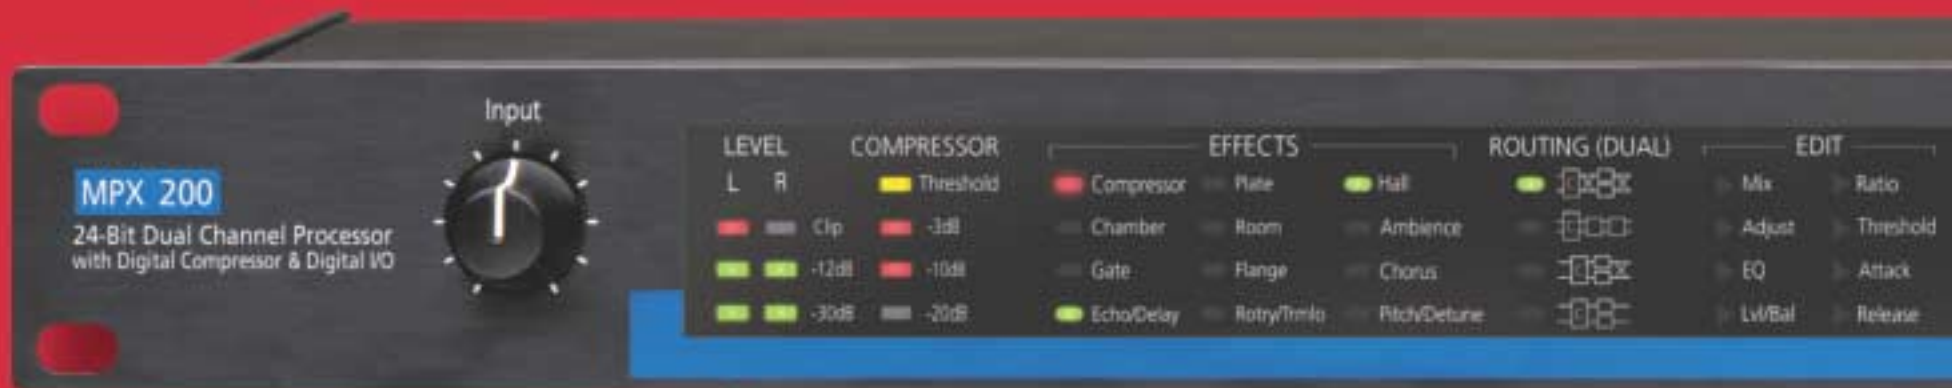 Input
MPX 200
24-Bit Dual Channel Processor
with Digital Compressor & Digital I/O
LEVEL COMPRESSOR EFFECTS ROUTING (DUAL) EDIT
L R Threshold Compressor Plate Hall Mix Ratio
Clip -3dB Chamber Room Ambience Adjust Threshold
-12dB -10dB Gate Flange Chorus EQ Attack
-30dB -20dB Echo/Delay Rotry/Trmlo Pitch/Detune Lvl/Bal Release